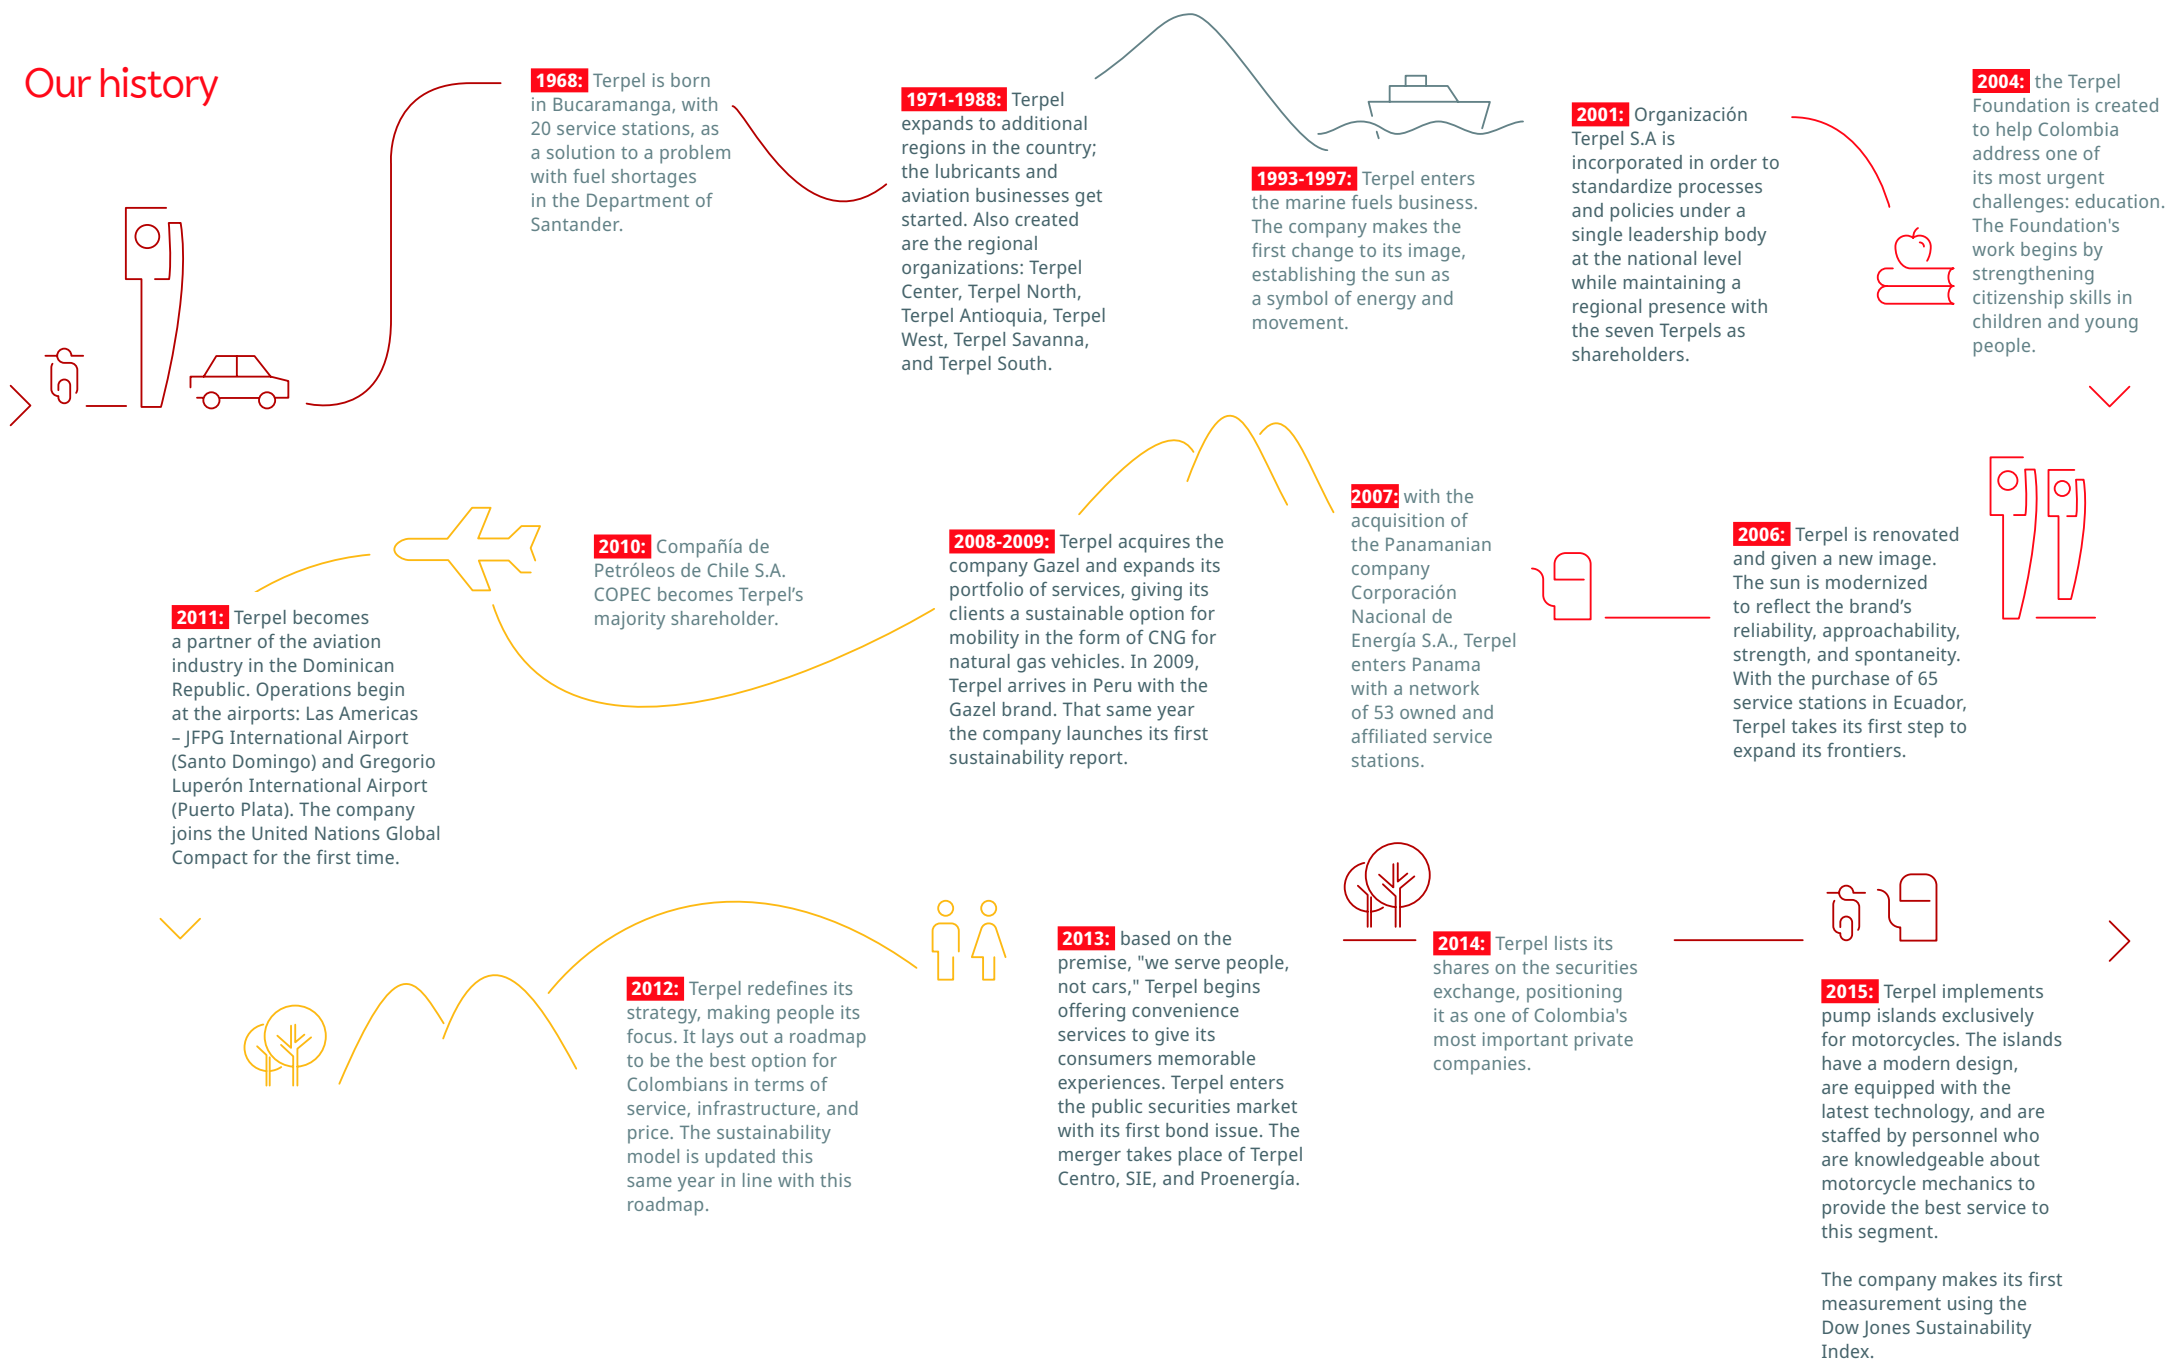 Our history
1968: Terpel is born
in Bucaramanga, with
20 service stations, as
a solution to a problem
with fuel shortages
in the Department of
Santander.
1971-1988: Terpel
expands to additional
regions in the country;
the lubricants and
aviation businesses get
started. Also created
are the regional
organizations: Terpel
Center, Terpel North,
Terpel Antioquia, Terpel
West, Terpel Savanna,
and Terpel South.
1993-1997: Terpel enters
the marine fuels business.
The company makes the
first change to its image,
establishing the sun as
a symbol of energy and
movement.
2001: Organización
Terpel S.A is
incorporated in order to
standardize processes
and policies under a
single leadership body
at the national level
while maintaining a
regional presence with
the seven Terpels as
shareholders.
2004: the Terpel
Foundation is created
to help Colombia
address one of
its most urgent
challenges: education.
The Foundation's
work begins by
strengthening
citizenship skills in
children and young
people.
2006: Terpel is renovated
and given a new image.
The sun is modernized
to reflect the brand’s
reliability, approachability,
strength, and spontaneity.
With the purchase of 65
service stations in Ecuador,
Terpel takes its first step to
expand its frontiers.
2007: with the
acquisition of
the Panamanian
company
Corporación
Nacional de
Energía S.A., Terpel
enters Panama
with a network
of 53 owned and
affiliated service
stations.
2008-2009: Terpel acquires the
company Gazel and expands its
portfolio of services, giving its
clients a sustainable option for
mobility in the form of CNG for
natural gas vehicles. In 2009,
Terpel arrives in Peru with the
Gazel brand. That same year
the company launches its first
sustainability report.
2010: Compañía de
Petróleos de Chile S.A.
COPEC becomes Terpel’s
majority shareholder.
2011: Terpel becomes
a partner of the aviation
industry in the Dominican
Republic. Operations begin
at the airports: Las Americas
– JFPG International Airport
(Santo Domingo) and Gregorio
Luperón International Airport
(Puerto Plata). The company
joins the United Nations Global
Compact for the first time.
2012: Terpel redefines its
strategy, making people its
focus. It lays out a roadmap
to be the best option for
Colombians in terms of
service, infrastructure, and
price. The sustainability
model is updated this
same year in line with this
roadmap.
2013: based on the
premise, "we serve people,
not cars," Terpel begins
offering convenience
services to give its
consumers memorable
experiences. Terpel enters
the public securities market
with its first bond issue. The
merger takes place of Terpel
Centro, SIE, and Proenergía.
2014: Terpel lists its
shares on the securities
exchange, positioning
it as one of Colombia's
most important private
companies.
2015: Terpel implements
pump islands exclusively
for motorcycles. The islands
have a modern design,
are equipped with the
latest technology, and are
staffed by personnel who
are knowledgeable about
motorcycle mechanics to
provide the best service to
this segment.
The company makes its first
measurement using the
Dow Jones Sustainability
Index.